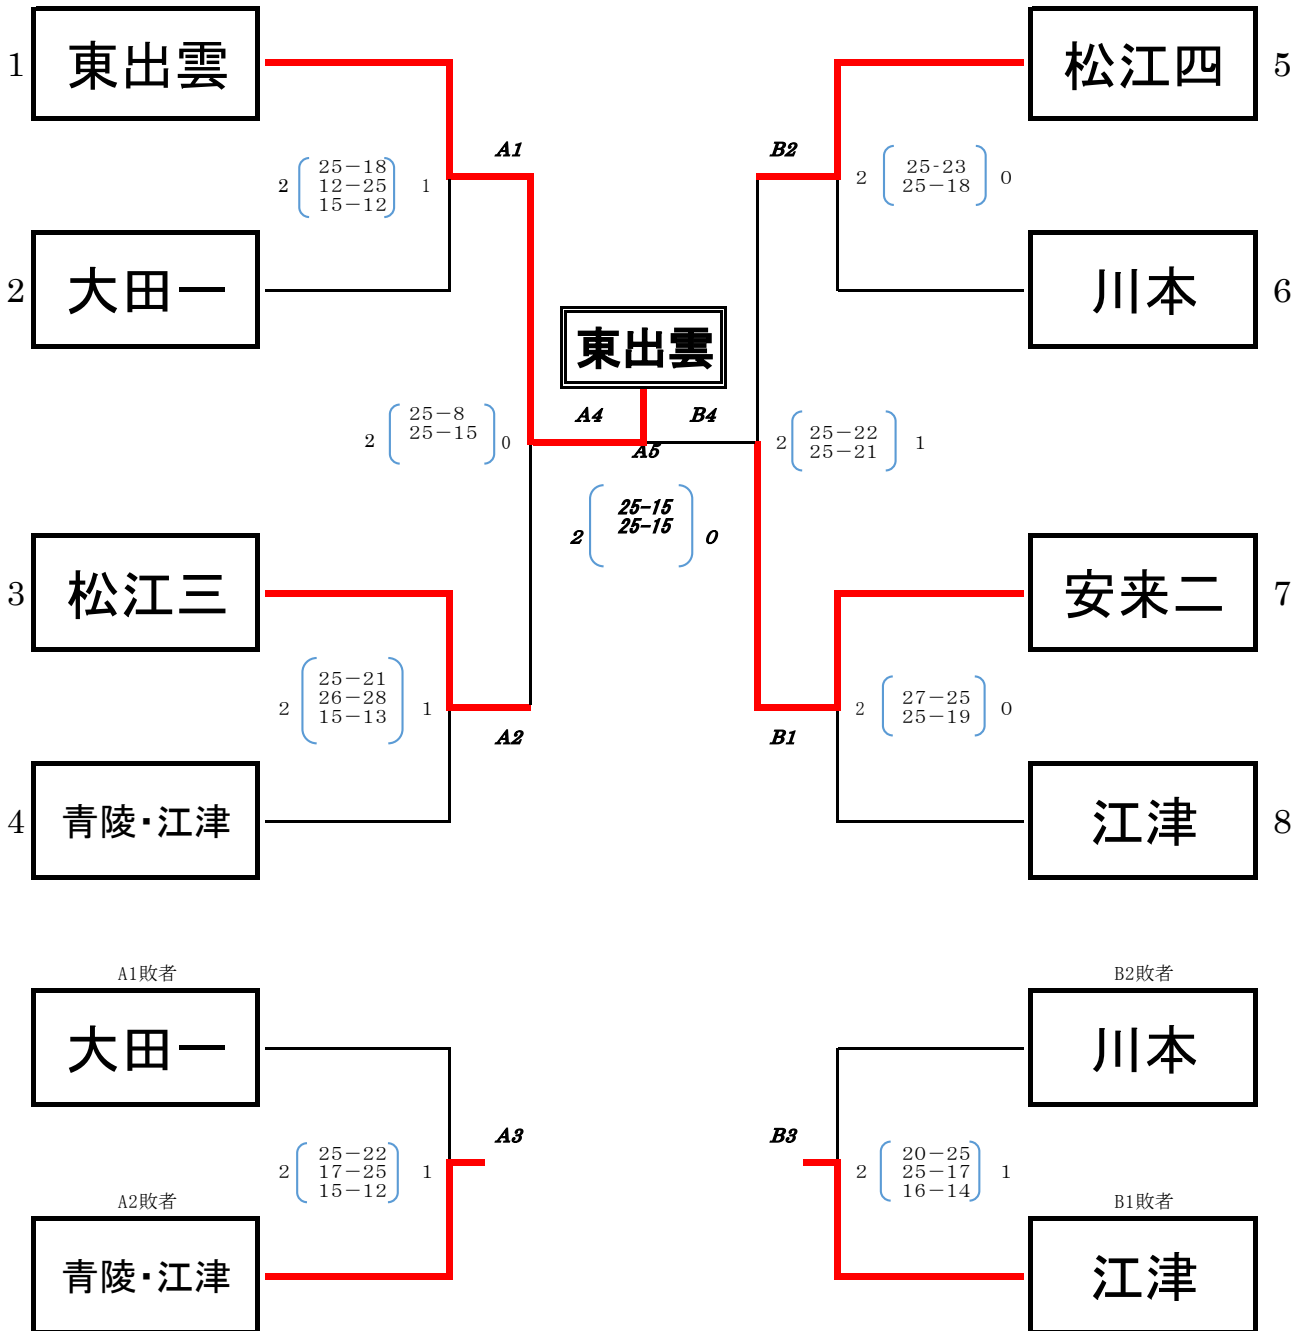 1
東出雲
松江四
5
A1
B2
2
25－18
12－25
15－12
1
2
25-23
25－18
0
2
大田一
川本
6
東出雲
2
25－8
25－15
0
A4
B4
A5
2
25－22
25－21
1
2
25-15
25-15
0
3
松江三
安来二
7
2
25－21
26－28
15－13
1
2
27－25
25－19
0
A2
B1
4
青陵・江津
江津
8
A1敗者
B2敗者
大田一
川本
A3
B3
2
25－22
17－25
15－12
1
2
20－25
25－17
16－14
1
A2敗者
B1敗者
青陵・江津
江津